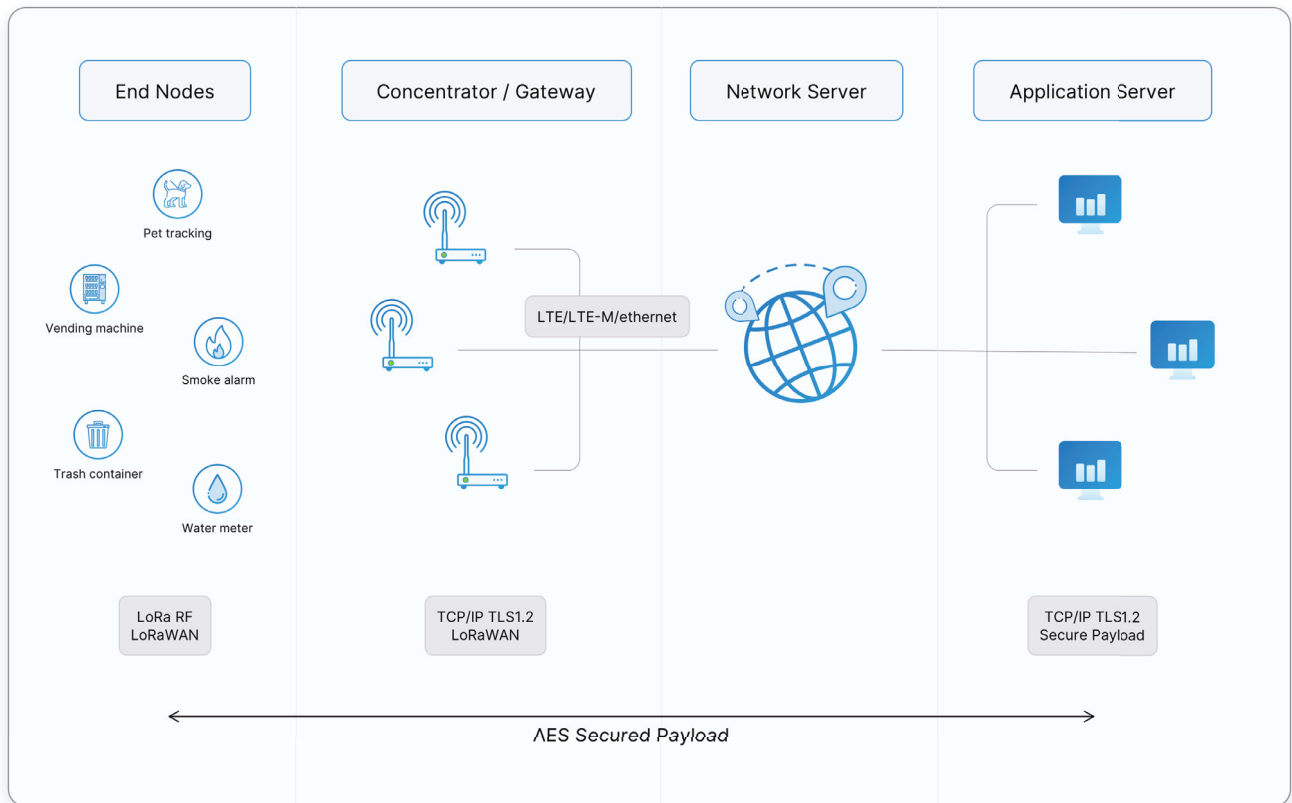 End Nodes
Concentrator / Gateway
Network Server
Application Server
Pet tracking
Vending machine
Smoke alarm
Trash container
Water meter
LTE/LTE-M/ethernet
LoRa RF
LoRaWAN
TCP/IP TLS1.2
LoRaWAN
TCP/IP TLS1.2
Secure Payload
AES Secured Payload